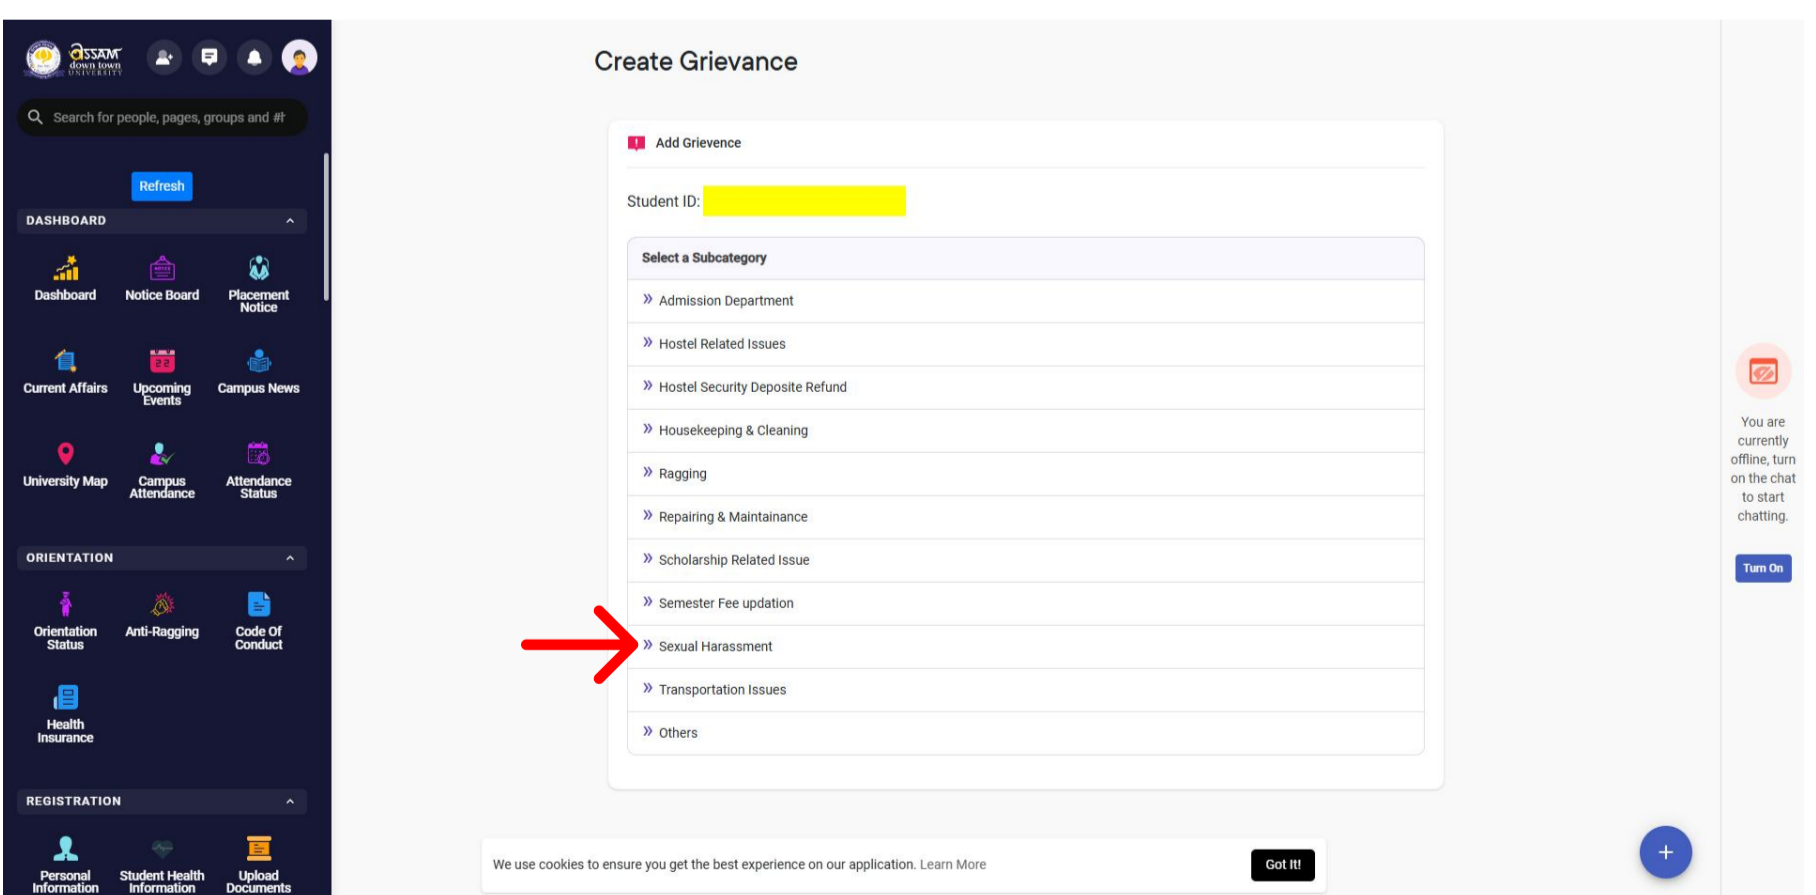 assam
down town
UNIVERSITY
Search for people, pages, groups and #h
Refresh
DASHBOARD
Dashboard
Notice Board
Placement
Notice
Current Affairs
Upcoming
Events
Campus News
University Map
Campus
Attendance
Attendance
Status
ORIENTATION
Orientation
Status
Anti-Ragging
Code Of
Conduct
Health
Insurance
REGISTRATION
Personal
Information
Student Health
Information
Upload
Documents
Create Grievance
Add Grievence
Student ID:
Select a Subcategory
» Admission Department
» Hostel Related Issues
» Hostel Security Deposite Refund
» Housekeeping & Cleaning
» Ragging
» Repairing & Maintainance
» Scholarship Related Issue
» Semester Fee updation
» Sexual Harassment
» Transportation Issues
» Others
We use cookies to ensure you get the best experience on our application. Learn More
Got It!
You are
currently
offline, turn
on the chat
to start
chatting.
Turn On
+